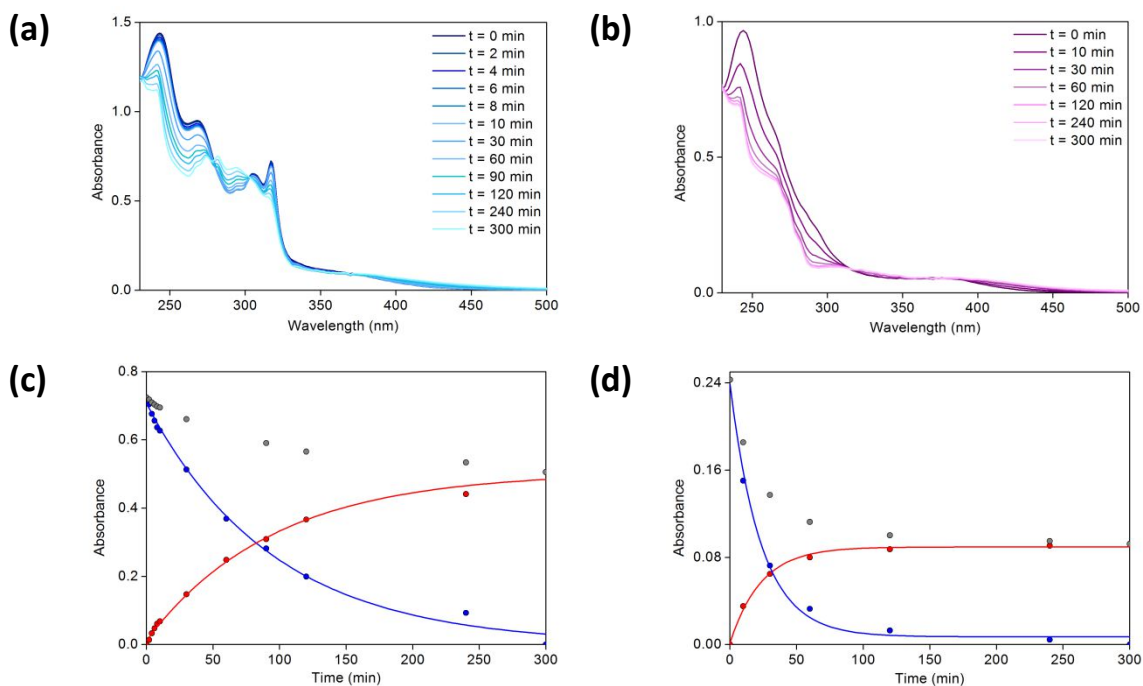 (a)
1.5
1.0
0.5
0.0
Absorbance
250
300
350
400
450
500
Wavelength (nm)
t = 0 min
t = 2 min
t = 4 min
t = 6 min
t = 8 min
t = 10 min
t = 30 min
t = 60 min
t = 90 min
t = 120 min
t = 240 min
t = 300 min
(b)
1.0
0.5
0.0
Absorbance
250
300
350
400
450
500
Wavelength (nm)
t = 0 min
t = 10 min
t = 30 min
t = 60 min
t = 120 min
t = 240 min
t = 300 min
(c)
0.8
0.6
0.4
0.2
0.0
Absorbance
0
50
100
150
200
250
300
Time (min)
(d)
0.24
0.16
0.08
0.00
Absorbance
0
50
100
150
200
250
300
Time (min)